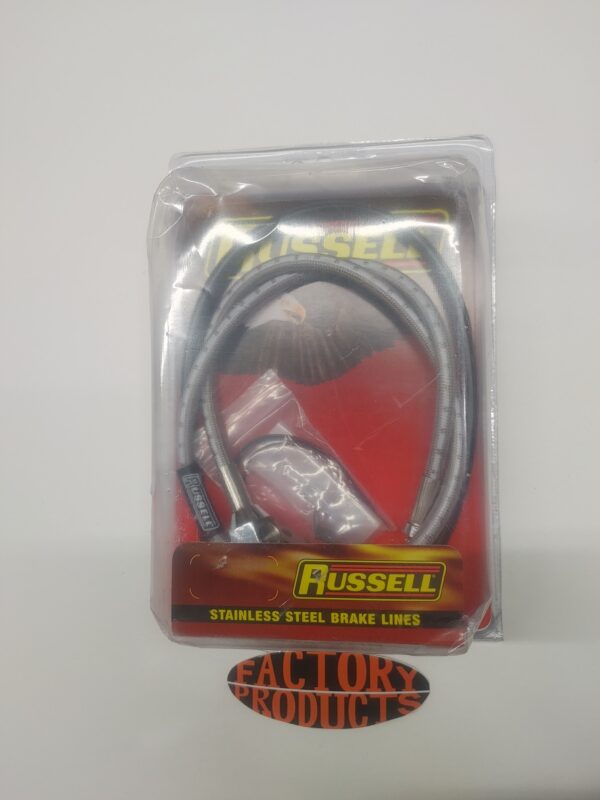 RUSSELL
RUSSELL
RUSSELL
STAINLESS STEEL BRAKE LINES
FACTORY
PRODUCTS